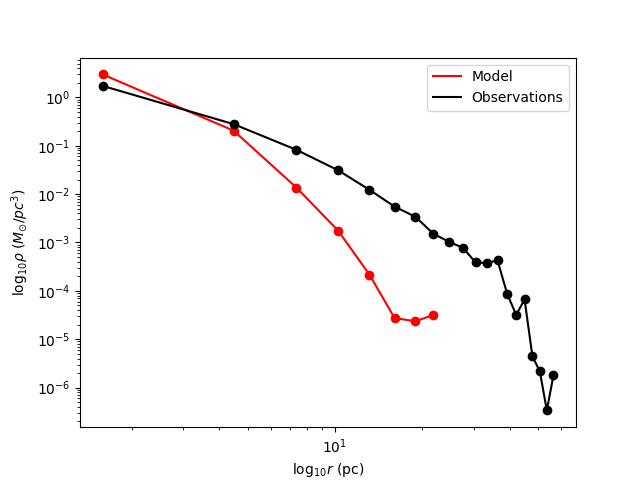 Model
Observations
10⁰
10⁻¹
10⁻²
10⁻³
10⁻⁴
10⁻⁵
10⁻⁶
log₁₀ρ (M☉/pc³)
10¹
log₁₀r (pc)